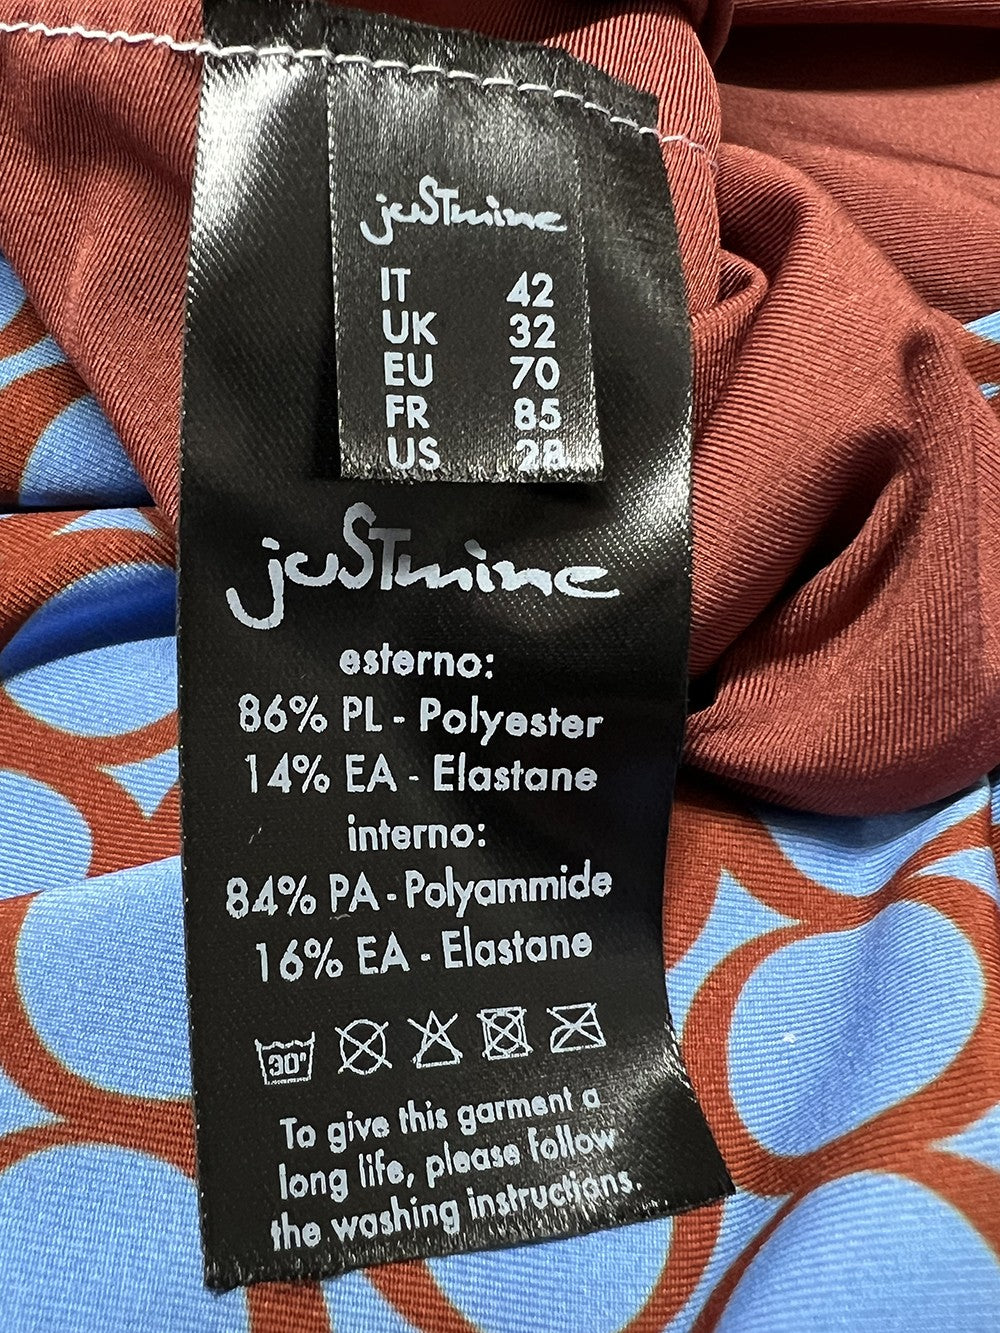 juSTmine
IT 42
UK 32
EU 70
FR 85
US 28
juSTmine
esterno:
86% PL - Polyester
14% EA - Elastane
interno:
84% PA - Polyammide
16% EA - Elastane
30°
To give this garment a
long life, please follow
the washing instructions.